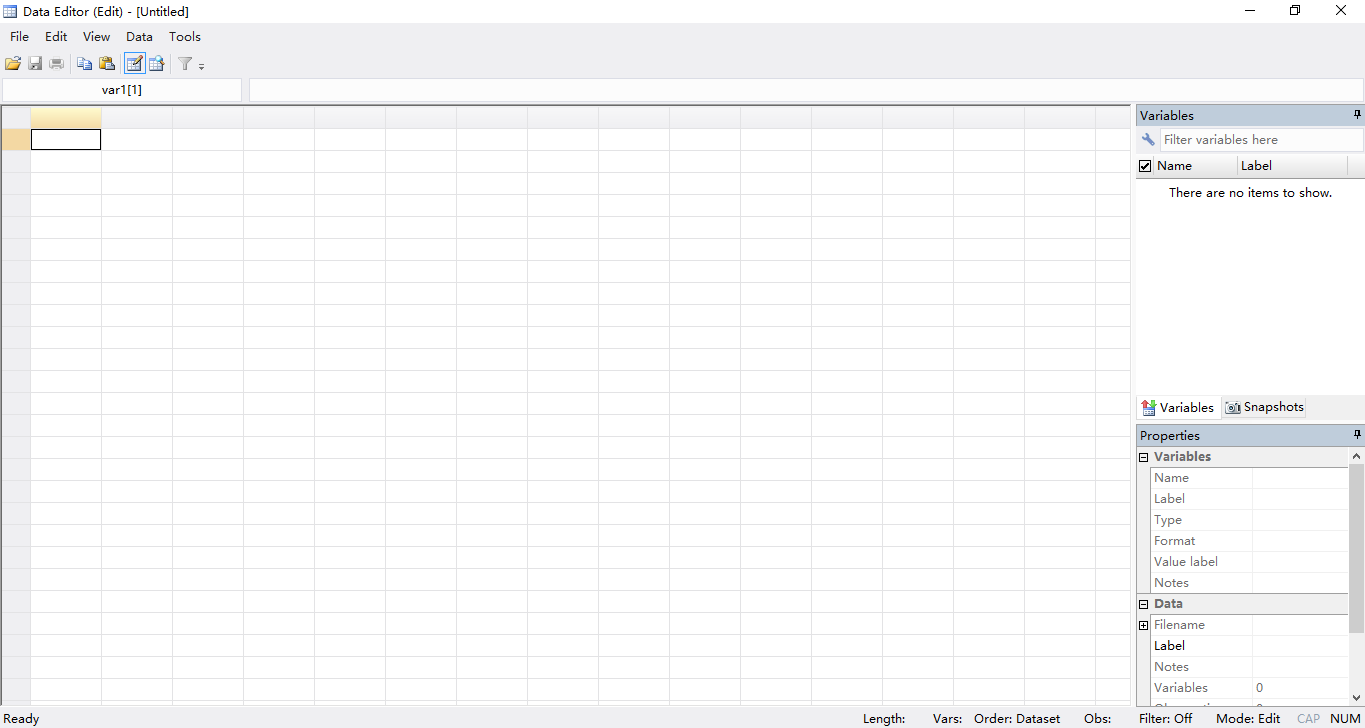 Data Editor (Edit) - [Untitled]
File Edit View Data Tools
var1[1]
Variables
Filter variables here
Name Label
There are no items to show.
Variables Snapshots
Properties
Variables
Name
Label
Type
Format
Value label
Notes
Data
Filename
Label
Notes
Variables 0
Ready Length: Vars: Order: Dataset Obs: Filter: Off Mode: Edit CAP NUM